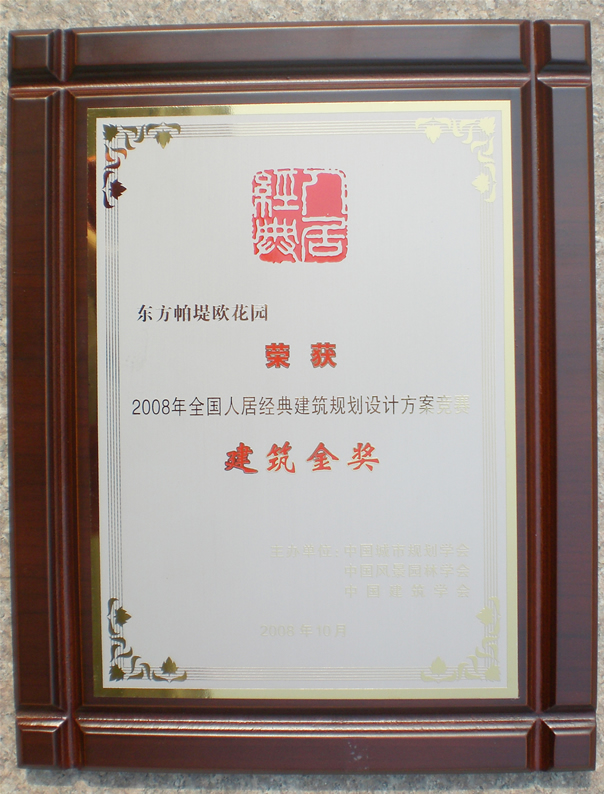 人居經典
东方帕堤欧花园
荣获
2008年全国人居经典建筑规划设计方案竞赛
建筑金奖
主办单位:中国城市规划学会
中国风景园林学会
中国建筑学会
2008年10月